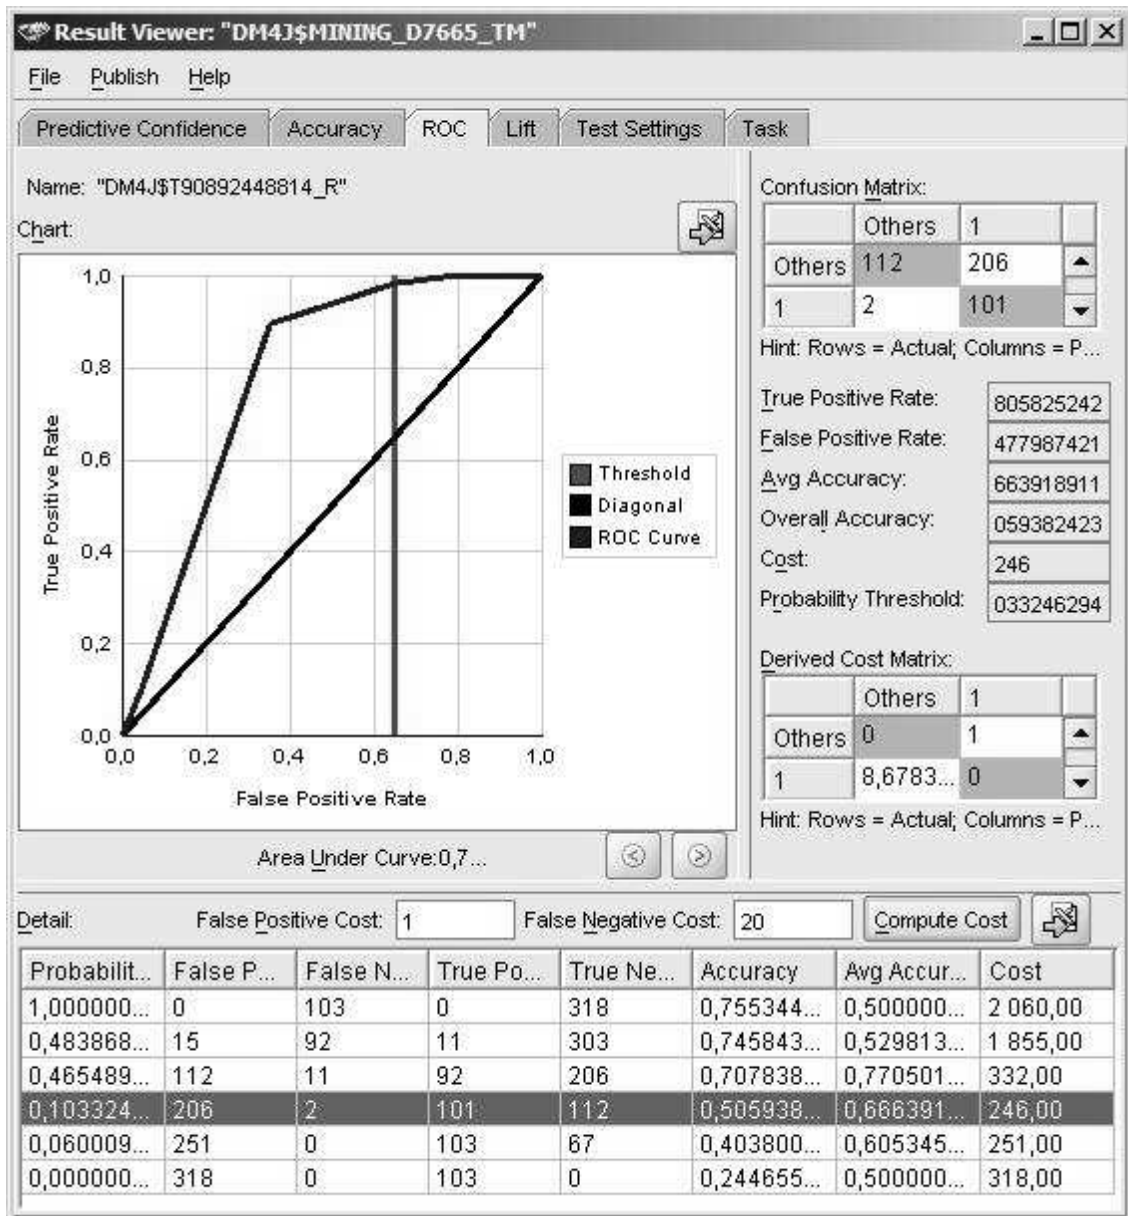 Result Viewer: "DM4J$MINING_D7665_TM"
File Publish Help
Predictive Confidence Accuracy ROC Lift Test Settings Task
Name: "DM4J$T90892448814_R"
Chart:
1,0
0,8
0,6
0,4
0,2
0,0
True Positive Rate
0,0 0,2 0,4 0,6 0,8 1,0
False Positive Rate
Threshold
Diagonal
ROC Curve
Area Under Curve:0,7...
Confusion Matrix:
Others 1
Others 112 206
1 2 101
Hint: Rows = Actual; Columns = P...
True Positive Rate: 805825242
False Positive Rate: 477987421
Avg Accuracy: 663918911
Overall Accuracy: 059382423
Cost: 246
Probability Threshold: 033246294
Derived Cost Matrix:
Others 1
Others 0 1
1 8,6783... 0
Hint: Rows = Actual; Columns = P...
Detail: False Positive Cost: 1 False Negative Cost: 20 Compute Cost
Probabilit... False P... False N... True Po... True Ne... Accuracy Avg Accur... Cost
1,000000... 0 103 0 318 0,755344... 0,500000... 2 060,00
0,483868... 15 92 11 303 0,745843... 0,529813... 1 855,00
0,465489... 112 11 92 206 0,707838... 0,770501... 332,00
0,103324... 206 2 101 112 0,505938... 0,666391... 246,00
0,060009... 251 0 103 67 0,403800... 0,605345... 251,00
0,000000... 318 0 103 0 0,244655... 0,500000... 318,00